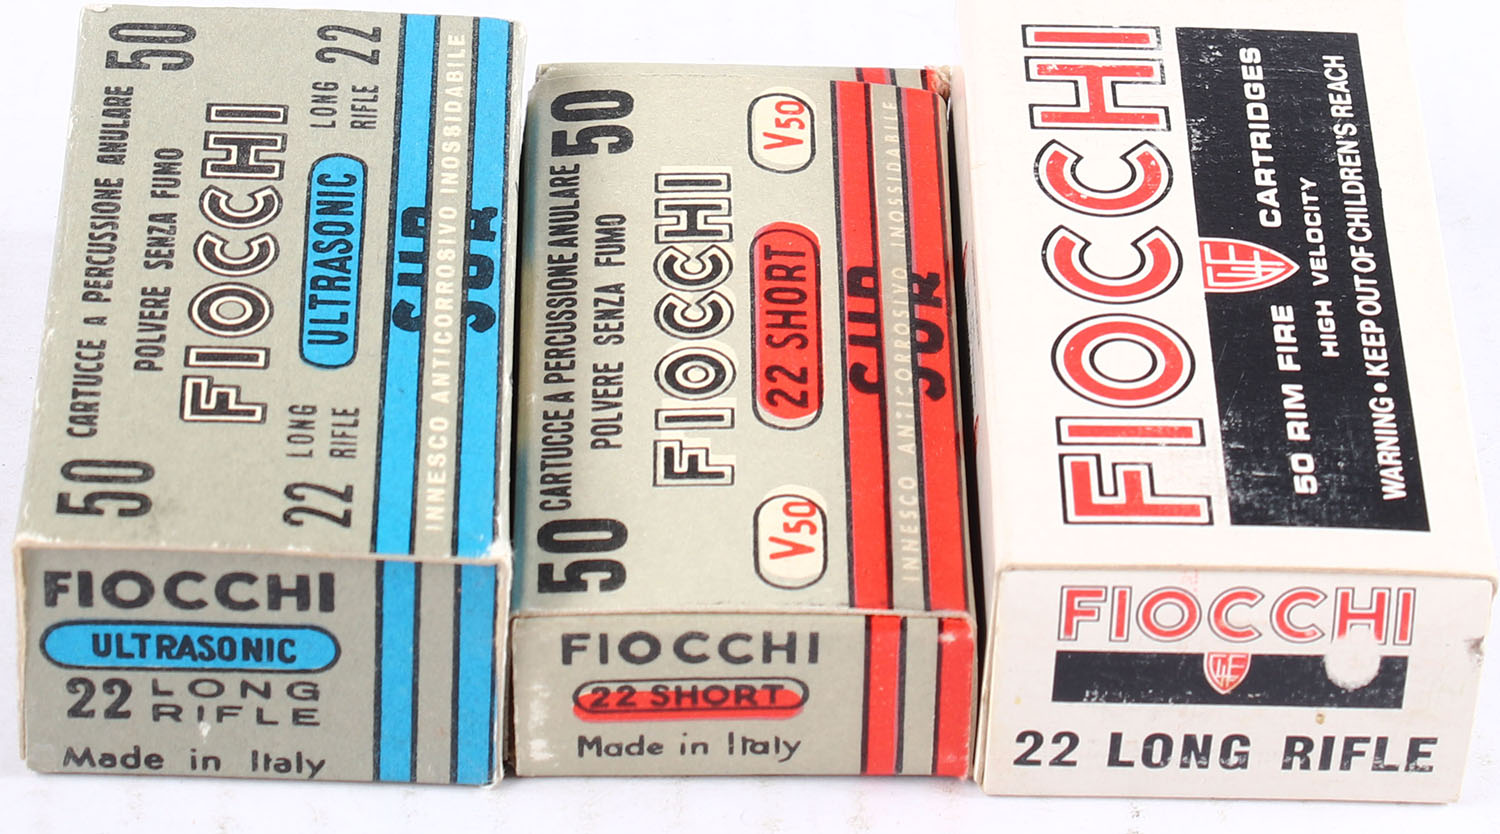 50 CARTUCCE A PERCUSSIONE ANULARE 50
POLVERE SENZA FUMO
FIOCCHI
22 LONG RIFLE ULTRASONIC LONG RIFLE 22
INNESCO ANTICORROSIVO INOSSIDABILE
FIOCCHI
ULTRASONIC
22 LONG RIFLE
Made in Italy
50 CARTUCCE A PERCUSSIONE ANULARE 50
POLVERE SENZA FUMO
FIOCCHI
V50 22 SHORT V50
INNESCO ANTICORROSIVO INOSSIDABILE
FIOCCHI
22 SHORT
Made in Italy
FIOCCHI
50 RIM FIRE CARTRIDGES
HIGH VELOCITY
WARNING • KEEP OUT OF CHILDREN'S REACH
FIOCCHI
22 LONG RIFLE